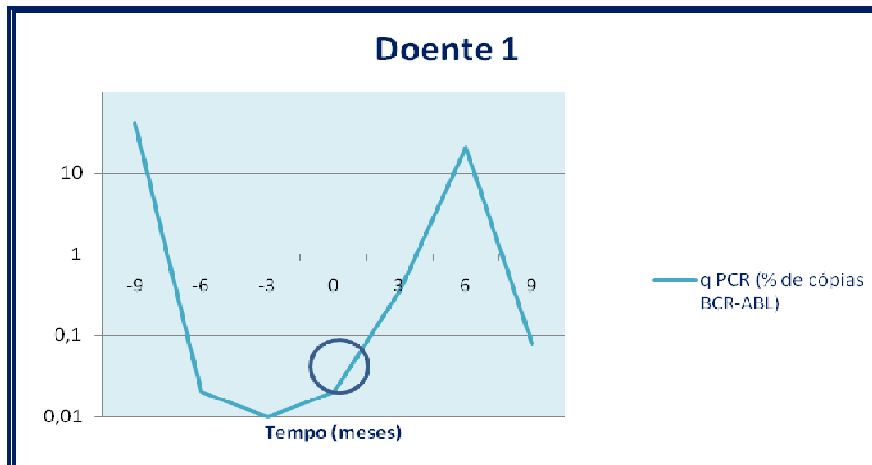 Doente 1
10
1
-9 -6 -3 0 3 6 9
0,1
0,01
Tempo (meses)
q PCR (% de cópias
BCR-ABL)